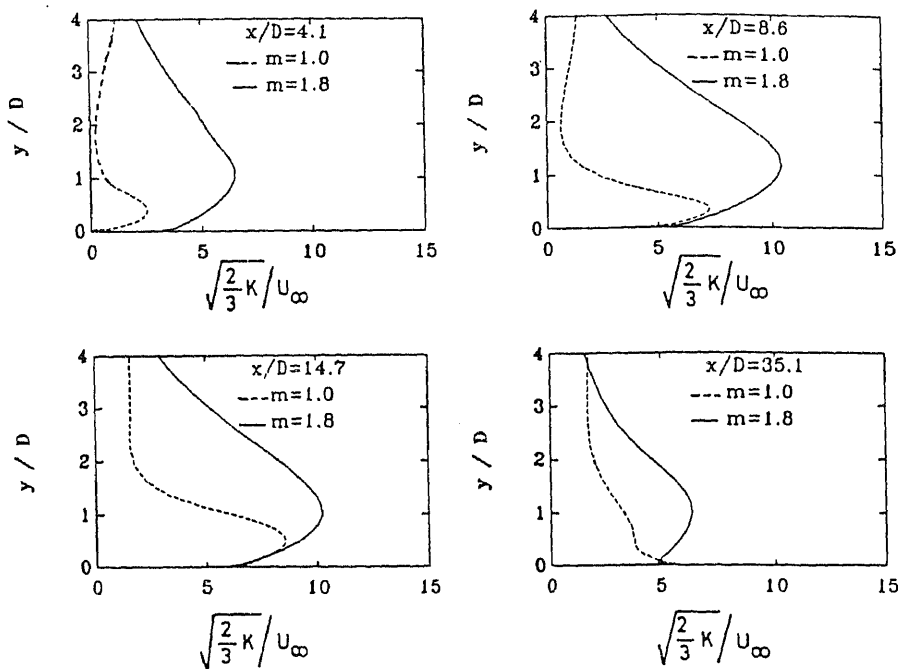 y / D
4
3
2
1
0
x/D=4.1
m=1.0
m=1.8
0 5 10 15
√(2/3 K)/U∞
y / D
4
3
2
1
0
x/D=8.6
m=1.0
m=1.8
0 5 10 15
√(2/3 K)/U∞
y / D
4
3
2
1
0
x/D=14.7
m=1.0
m=1.8
0 5 10 15
√(2/3 K)/U∞
y / D
4
3
2
1
0
x/D=35.1
m=1.0
m=1.8
0 5 10 15
√(2/3 K)/U∞